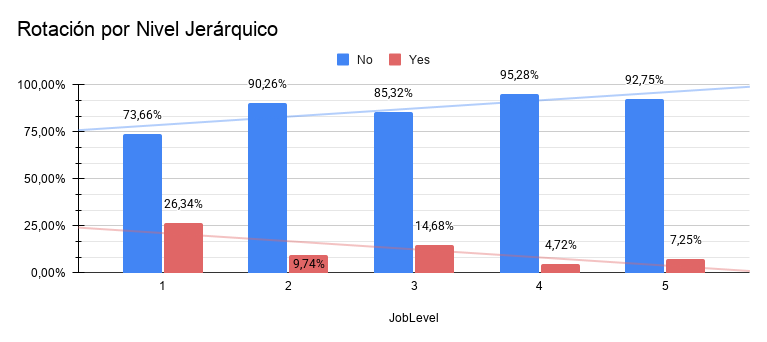 Rotación por Nivel Jerárquico
No Yes
100,00%
75,00%
50,00%
25,00%
0,00%
73,66% 90,26% 85,32% 95,28% 92,75%
26,34% 9,74% 14,68% 4,72% 7,25%
1 2 3 4 5
JobLevel